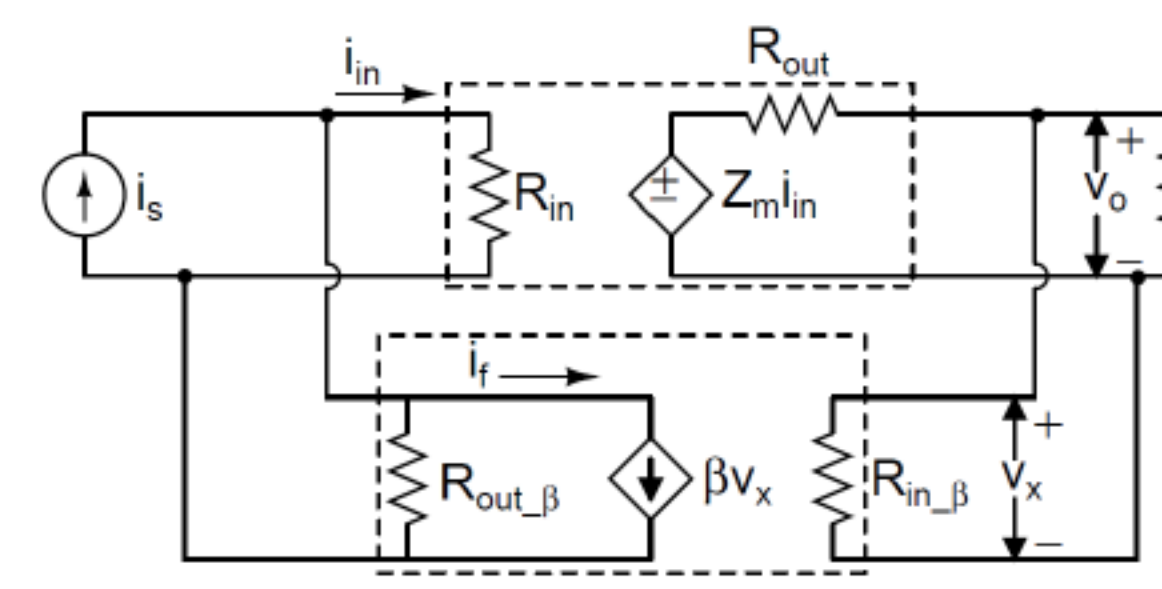 R_out
i_in
i_s
R_in
±
Z_m i_in
+
v_o
−
i_f
R_out_β
βv_x
R_in_β
+
v_x
−